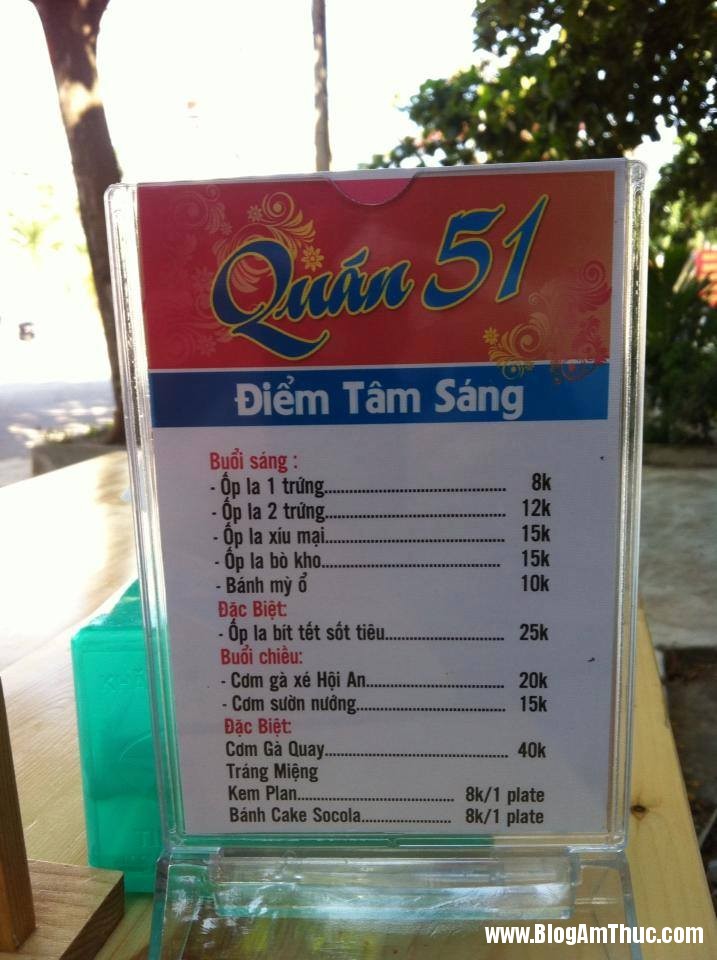 Quán 51
Điểm Tâm Sáng
Buổi sáng :
- Ốp la 1 trứng............................................ 8k
- Ốp la 2 trứng............................................ 12k
- Ốp la xíu mại............................................ 15k
- Ốp la bò kho............................................ 15k
- Bánh mỳ ổ 10k
Đặc Biệt:
- Ốp la bít tết sốt tiêu............................. 25k
Buổi chiều:
- Cơm gà xé Hội An.................................. 20k
- Cơm sườn nướng.................................... 15k
Đặc Biệt:
Cơm Gà Quay............................................. 40k
Tráng Miệng
Kem Plan....................................... 8k/1 plate
Bánh Cake Socola...................... 8k/1 plate
www.BlogAmThuc.com